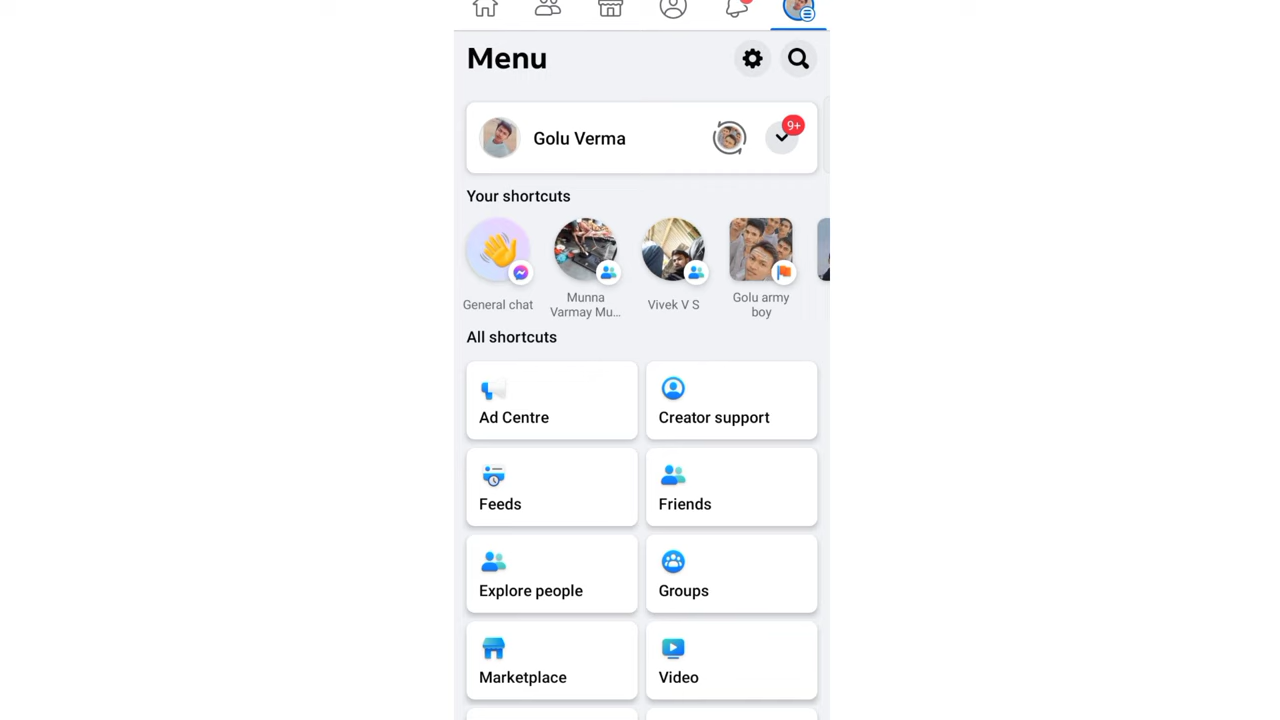 Menu
Golu Verma
9+
Your shortcuts
General chat
Munna
Varmay Mu...
Vivek V S
Golu army
boy
All shortcuts
Ad Centre
Creator support
Feeds
Friends
Explore people
Groups
Marketplace
Video